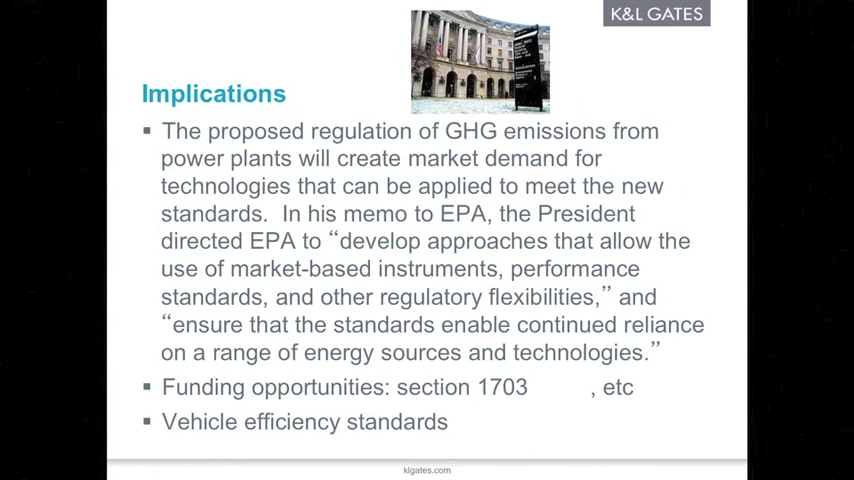 K&L GATES
Implications
▪ The proposed regulation of GHG emissions from
power plants will create market demand for
technologies that can be applied to meet the new
standards.  In his memo to EPA, the President
directed EPA to “develop approaches that allow the
use of market-based instruments, performance
standards, and other regulatory flexibilities,” and
“ensure that the standards enable continued reliance
on a range of energy sources and technologies.”
▪ Funding opportunities: section 1703 , etc
▪ Vehicle efficiency standards
klgates.com